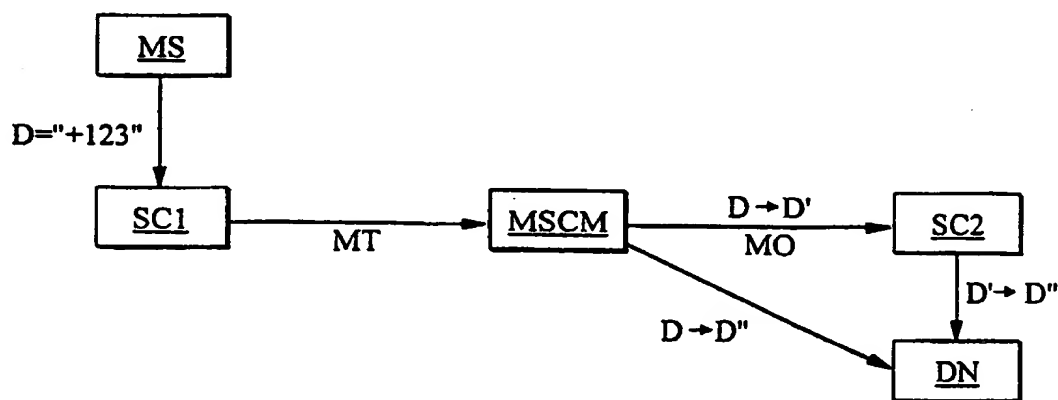 MS
D="+123"
SC1
MT
MSCM
D→D'
MO
SC2
D'→D"
D→D"
DN